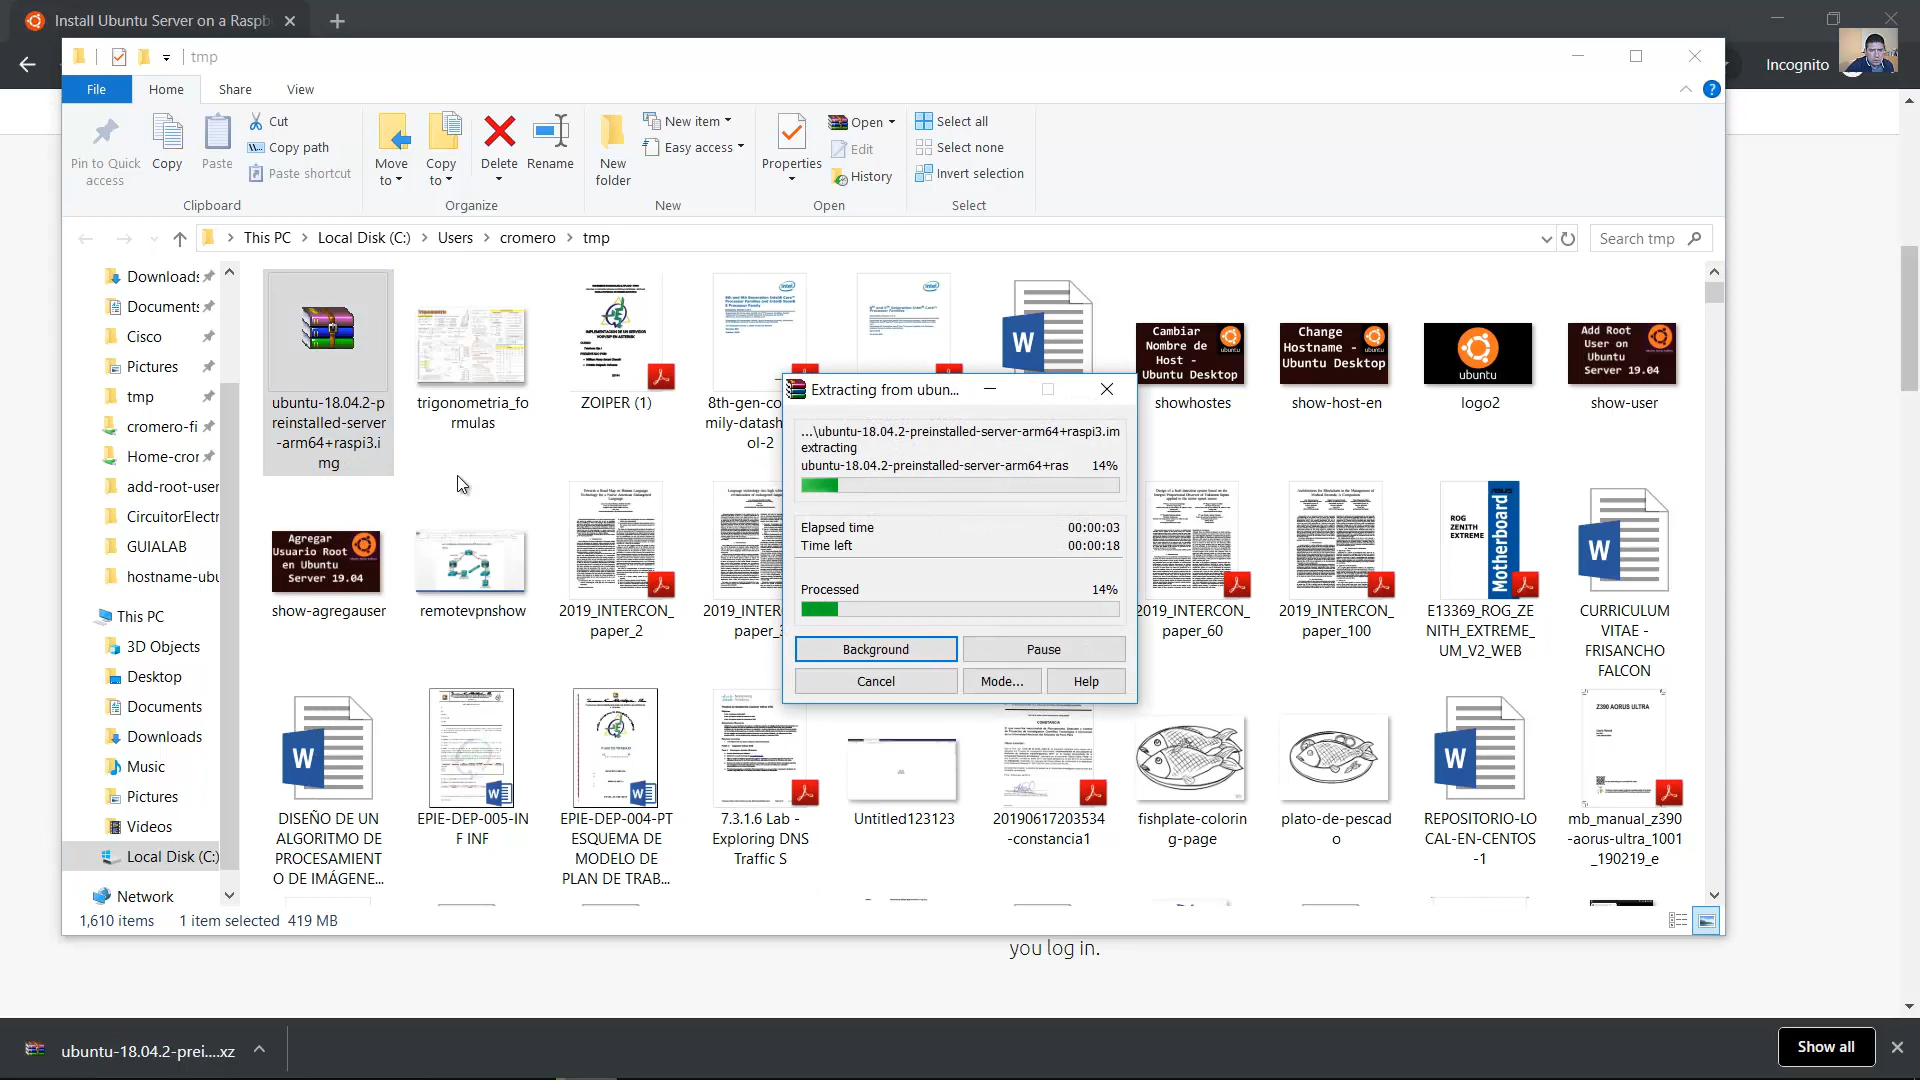 Install Ubuntu Server on a Raspb
Incognito
tmp
File
Home
Share
View
Pin to Quick
access
Copy
Paste
Cut
Copy path
Paste shortcut
Clipboard
Move
to
Copy
to
Delete
Rename
Organize
New
folder
New item
Easy access
New
Properties
Open
Edit
History
Open
Select all
Select none
Invert selection
Select
This PC
Local Disk (C:)
Users
cromero
tmp
Search tmp
Downloads
Documents
Cisco
Pictures
tmp
cromero-fi
Home-cror
add-root-user
CircuitorElectr
GUIALAB
hostname-ubu
This PC
3D Objects
Desktop
Documents
Downloads
Music
Pictures
Videos
Local Disk (C:)
Network
ubuntu-18.04.2-p
reinstalled-server
-arm64+raspi3.i
mg
trigonometria_fo
rmulas
ZOIPER (1)
8th-gen-co
mily-datash
ol-2
Cambiar
Nombre de
Host -
Ubuntu Desktop
showhostes
Change
Hostname -
Ubuntu Desktop
show-host-en
ubuntu
logo2
Add Root
User on
Ubuntu
Server 19.04
show-user
Agregar
Usuario Root
en Ubuntu
Server 19.04
show-agregauser
remotevpnshow
2019_INTERCON_
paper_2
2019_INTER
paper_
2019_INTERCON_
paper_60
2019_INTERCON_
paper_100
ROG
ZENITH
EXTREME
Motherboard
E13369_ROG_ZE
NITH_EXTREME_
UM_V2_WEB
CURRICULUM
VITAE -
FRISANCHO
FALCON
DISEÑO DE UN
ALGORITMO DE
PROCESAMIENT
O DE IMÁGENE...
EPIE-DEP-005-IN
F INF
EPIE-DEP-004-PT
ESQUEMA DE
MODELO DE
PLAN DE TRAB...
7.3.1.6 Lab -
Exploring DNS
Traffic S
Untitled123123
20190617203534
-constancia1
fishplate-colorin
g-page
plato-de-pescad
o
REPOSITORIO-LO
CAL-EN-CENTOS
-1
Z390 AORUS ULTRA
mb_manual_z390
-aorus-ultra_1001
_190219_e
Extracting from ubun...
...\ubuntu-18.04.2-preinstalled-server-arm64+raspi3.im
extracting
ubuntu-18.04.2-preinstalled-server-arm64+ras 14%
Elapsed time 00:00:03
Time left 00:00:18
Processed 14%
Background
Pause
Cancel
Mode...
Help
1,610 items 1 item selected 419 MB
you log in.
ubuntu-18.04.2-prei....xz
Show all